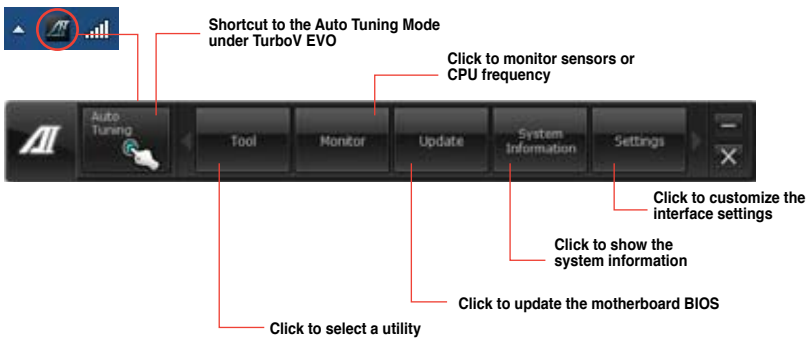 Shortcut to the Auto Tuning Mode
under TurboV EVO
Click to monitor sensors or
CPU frequency
Auto
Tuning
Tool
Monitor
Update
System
Information
Settings
Click to customize the
interface settings
Click to show the
system information
Click to update the motherboard BIOS
Click to select a utility